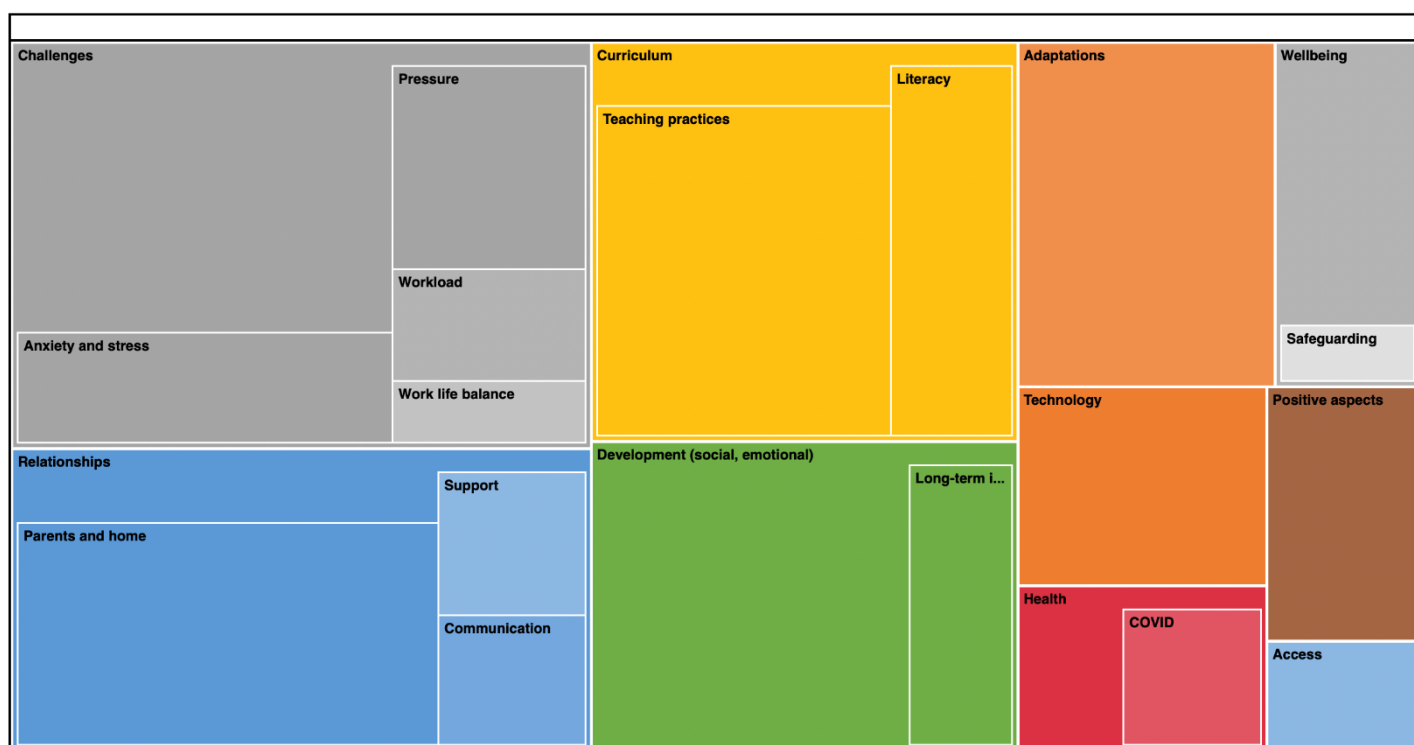 Challenges
Pressure
Workload
Anxiety and stress
Work life balance
Curriculum
Literacy
Teaching practices
Adaptations
Wellbeing
Safeguarding
Relationships
Support
Parents and home
Communication
Development (social, emotional)
Long-term i...
Technology
Positive aspects
Health
COVID
Access